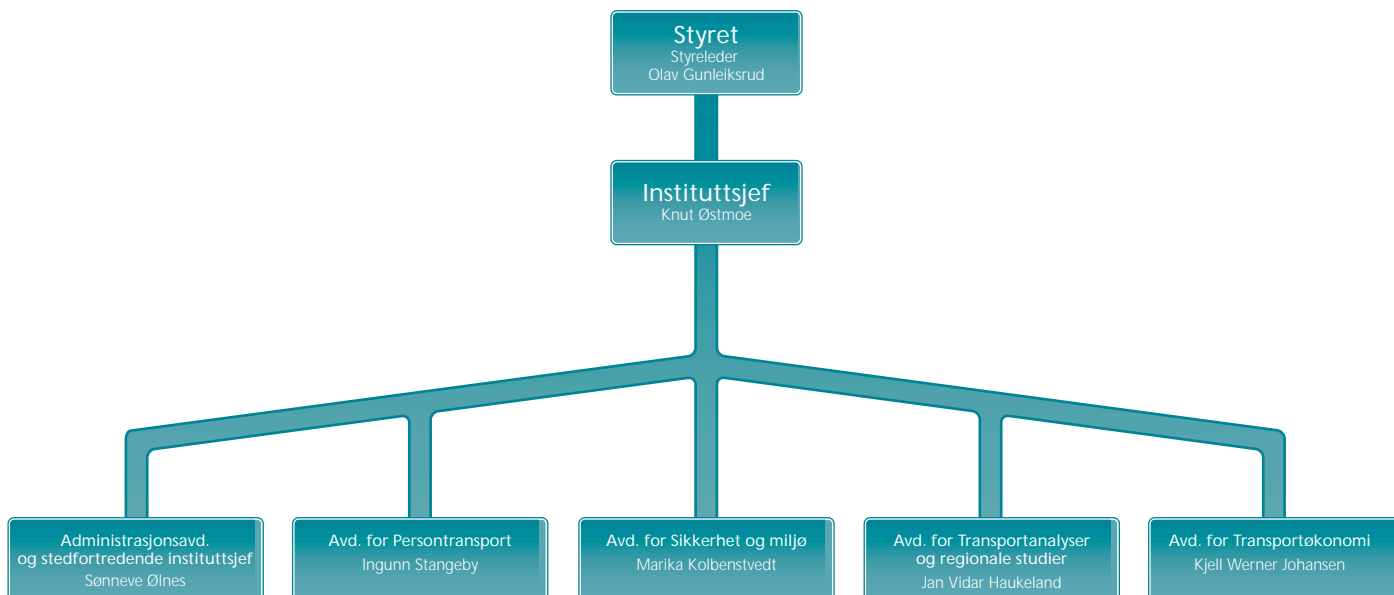 Styret
Styreleder
Olav Gunleiksrud
Instituttsjef
Knut Østmoe
Administrasjonsavd.
og stedfortredende instituttsjef
Sønneve Ølnes
Avd. for Persontransport
Ingunn Stangeby
Avd. for Sikkerhet og miljø
Marika Kolbenstvedt
Avd. for Transportanalyser
og regionale studier
Jan Vidar Haukeland
Avd. for Transportøkonomi
Kjell Werner Johansen